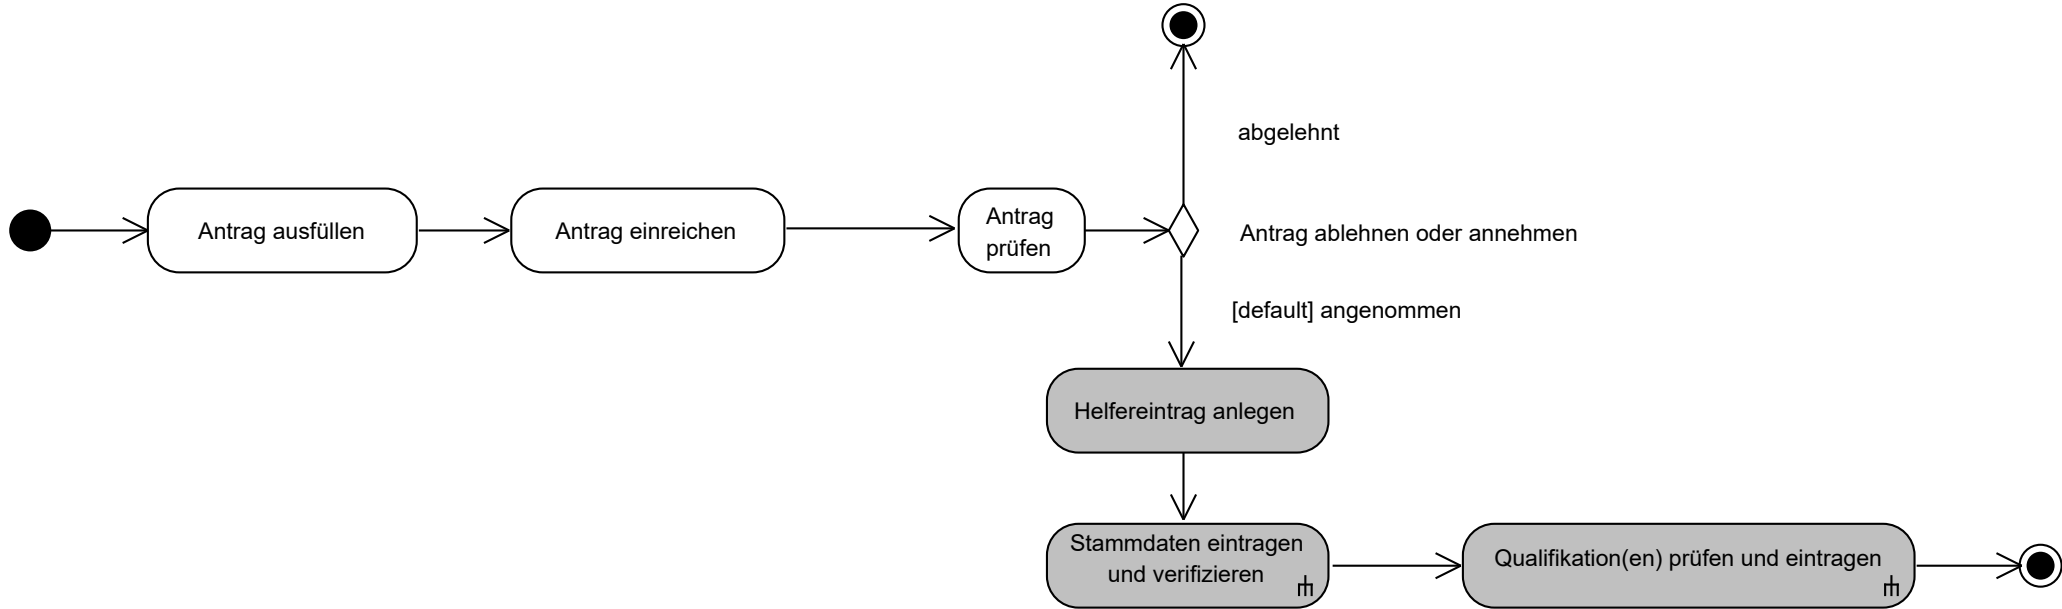 abgelehnt
Antrag ausfüllen
Antrag einreichen
Antrag
prüfen
Antrag ablehnen oder annehmen
[default] angenommen
Helfereintrag anlegen
Stammdaten eintragen
und verifizieren
Qualifikation(en) prüfen und eintragen